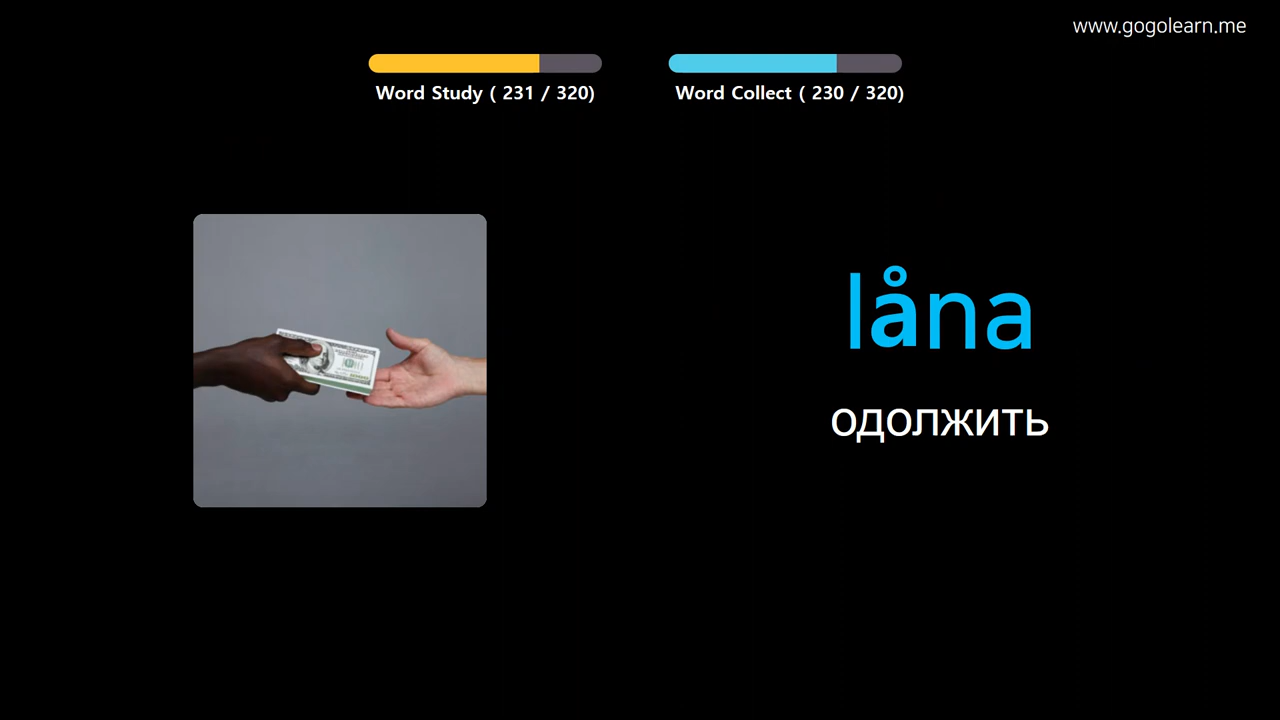 www.gogolearn.me
Word Study ( 231 / 320)
Word Collect ( 230 / 320)
låna
одолжить